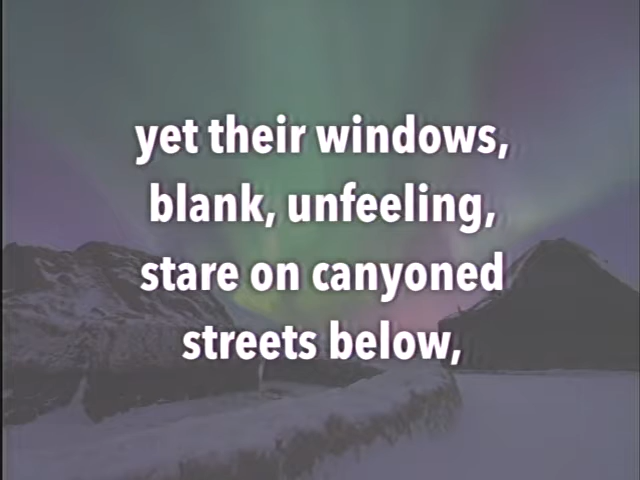 yet their windows,
blank, unfeeling,
stare on canyoned
streets below,